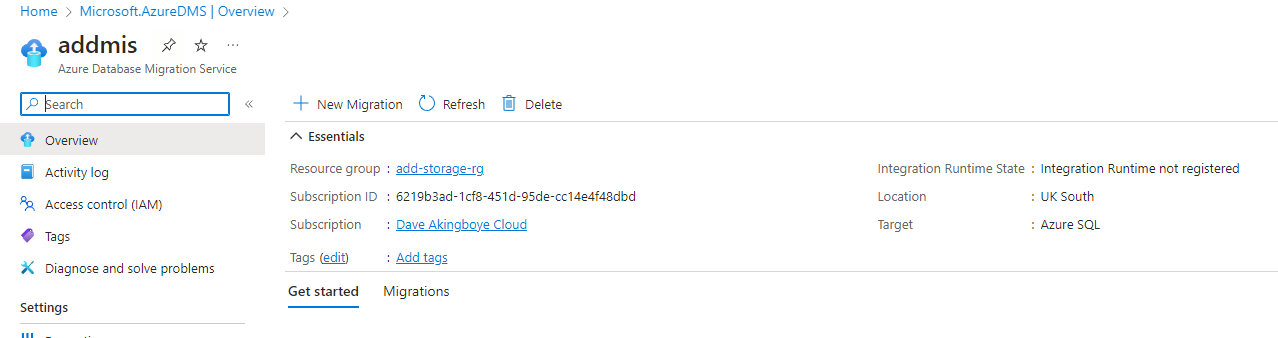 Home > Microsoft.AzureDMS | Overview >
addmis ...
Azure Database Migration Service
Search «
Overview
Activity log
Access control (IAM)
Tags
Diagnose and solve problems
Settings
+ New Migration Refresh Delete
Essentials
Resource group : add-storage-rg
Subscription ID : 6219b3ad-1cf8-451d-95de-cc14e4f48dbd
Subscription : Dave Akingboye Cloud
Tags (edit) : Add tags
Integration Runtime State : Integration Runtime not registered
Location : UK South
Target : Azure SQL
Get started Migrations